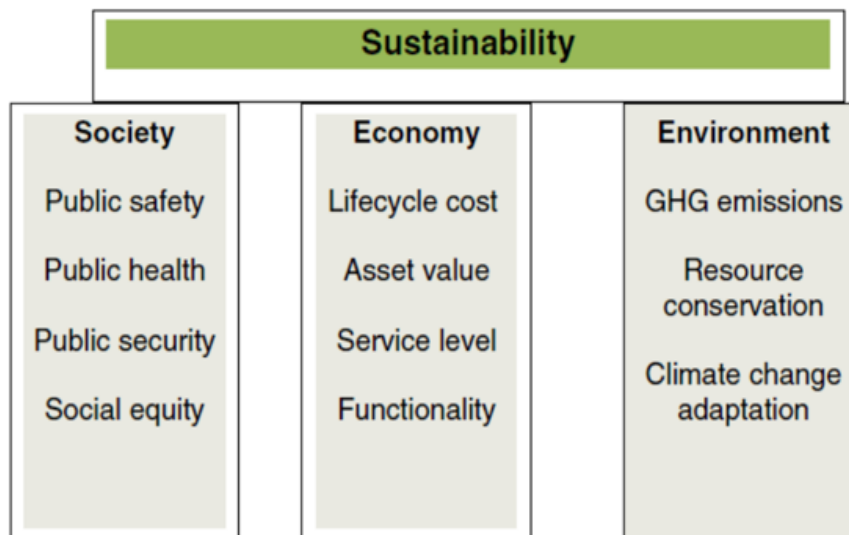 Sustainability
Society
Public safety
Public health
Public security
Social equity
Economy
Lifecycle cost
Asset value
Service level
Functionality
Environment
GHG emissions
Resource
conservation
Climate change
adaptation